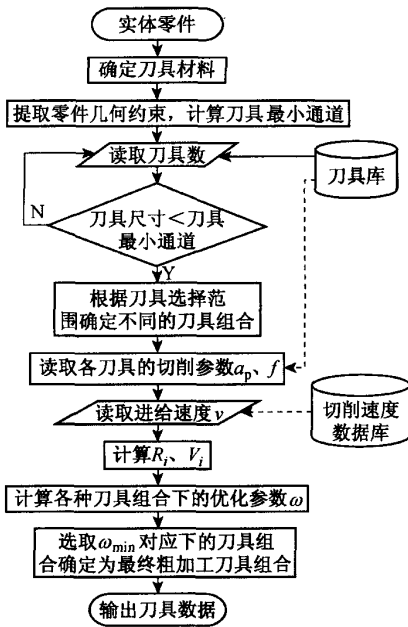 实体零件
确定刀具材料
提取零件几何约束，计算刀具最小通道
读取刀具数
刀具库
N
刀具尺寸＜刀具
最小通道
Y
根据刀具选择范
围确定不同的刀具组合
读取各刀具的切削参数aₚ、f
读取进给速度v
切削速度
数据库
计算Rᵢ、Vᵢ
计算各种刀具组合下的优化参数ω
选取ωmin对应下的刀具组
合确定为最终粗加工刀具组合
输出刀具数据